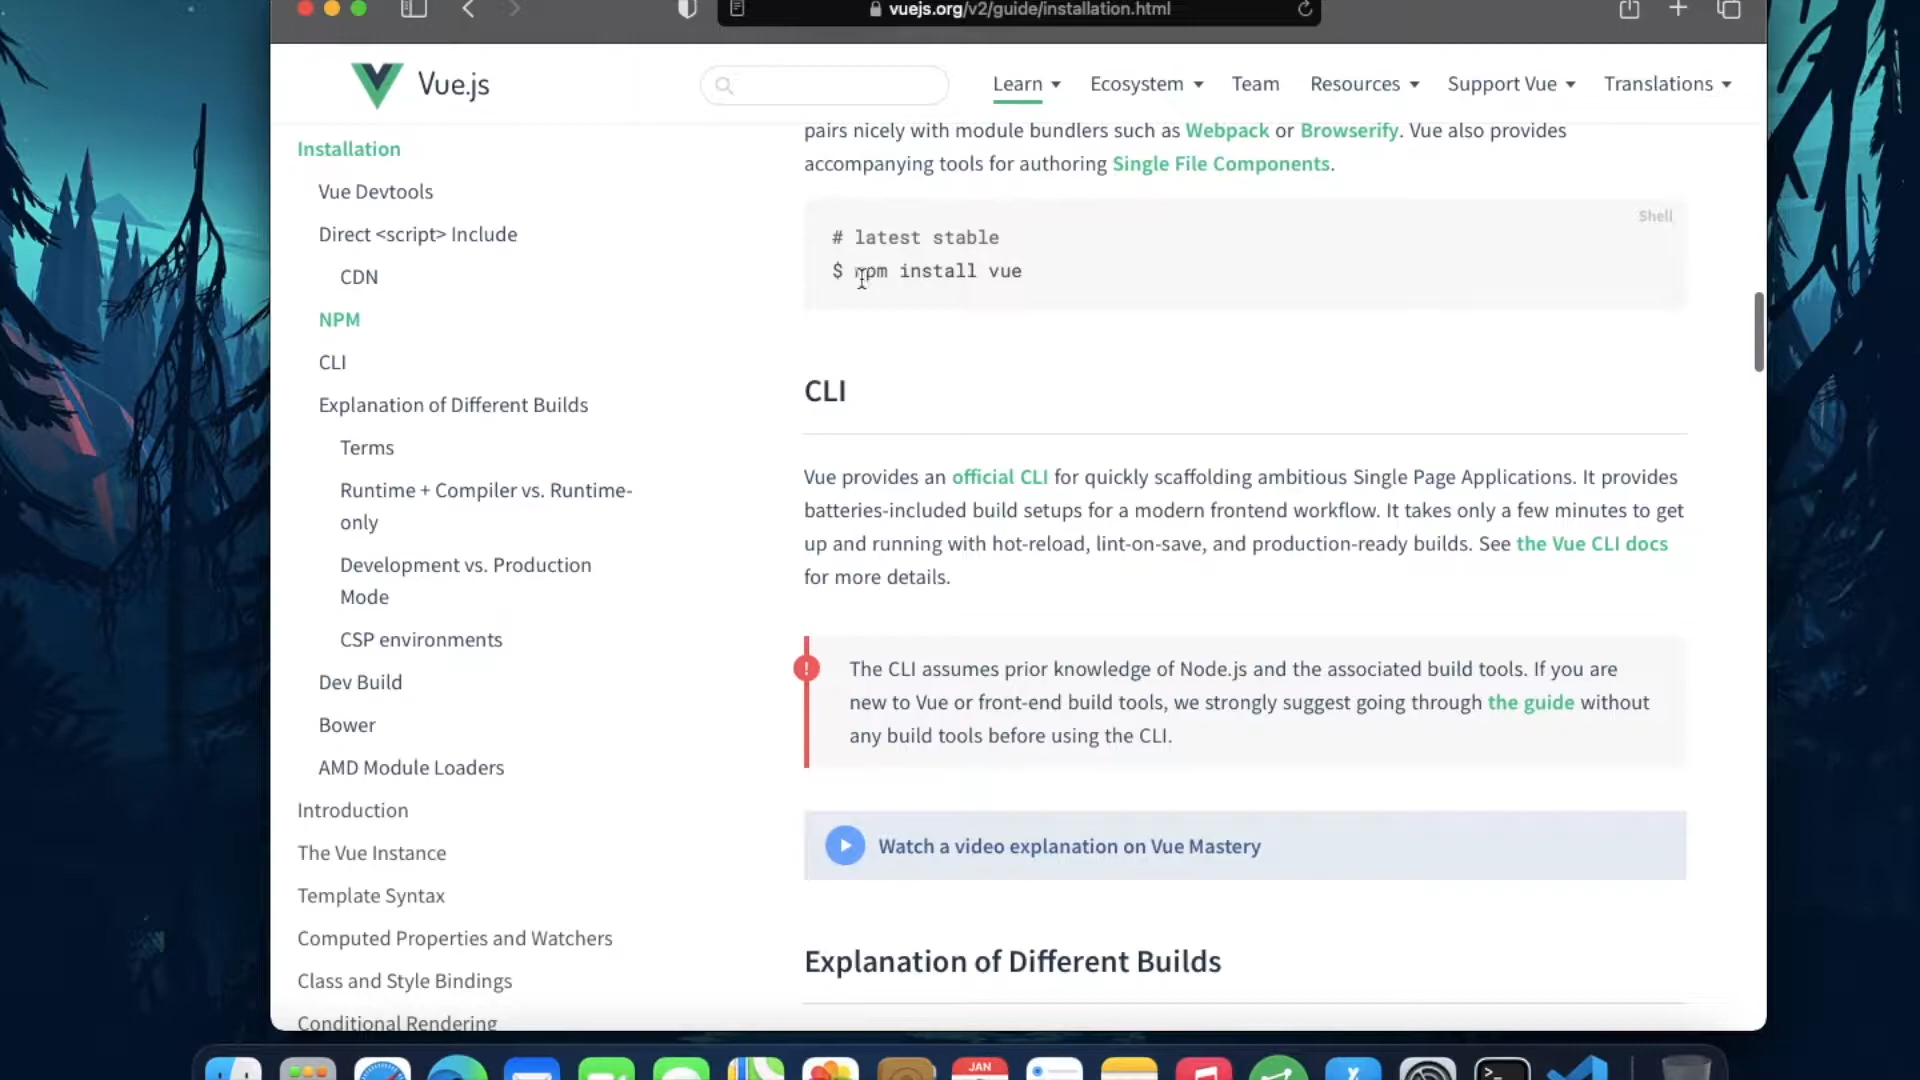 vuejs.org/v2/guide/installation.html
Vue.js
Learn
Ecosystem
Team
Resources
Support Vue
Translations
Installation
Vue Devtools
Direct <script> Include
CDN
NPM
CLI
Explanation of Different Builds
Terms
Runtime + Compiler vs. Runtime-
only
Development vs. Production
Mode
CSP environments
Dev Build
Bower
AMD Module Loaders
Introduction
The Vue Instance
Template Syntax
Computed Properties and Watchers
Class and Style Bindings
Conditional Rendering
pairs nicely with module bundlers such as Webpack or Browserify. Vue also provides
accompanying tools for authoring Single File Components.
Shell
# latest stable
$ npm install vue
CLI
Vue provides an official CLI for quickly scaffolding ambitious Single Page Applications. It provides
batteries-included build setups for a modern frontend workflow. It takes only a few minutes to get
up and running with hot-reload, lint-on-save, and production-ready builds. See the Vue CLI docs
for more details.
!
The CLI assumes prior knowledge of Node.js and the associated build tools. If you are
new to Vue or front-end build tools, we strongly suggest going through the guide without
any build tools before using the CLI.
Watch a video explanation on Vue Mastery
Explanation of Different Builds
JAN